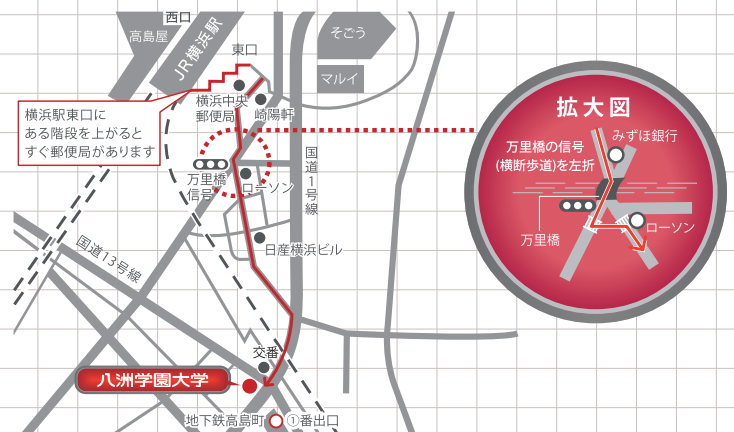 西口
高島屋
JR横浜駅
東口
そごう
マルイ
横浜駅東口に
ある階段を上がると
すぐ郵便局があります
横浜中央
郵便局
崎陽軒
国道1号線
万里橋
信号
ローソン
日産横浜ビル
国道13号線
交番
八洲学園大学
地下鉄高島町
①番出口
拡大図
万里橋の信号
(横断歩道)を左折
みずほ銀行
万里橋
ローソン